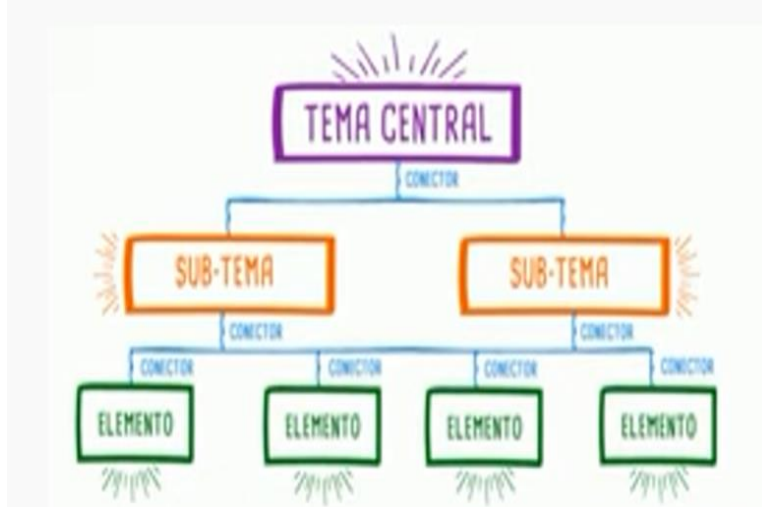 TEMA CENTRAL
CONECTOR
SUB-TEMA
SUB-TEMA
CONECTOR
CONECTOR
CONECTOR
CONECTOR
CONECTOR
CONECTOR
ELEMENTO
ELEMENTO
ELEMENTO
ELEMENTO